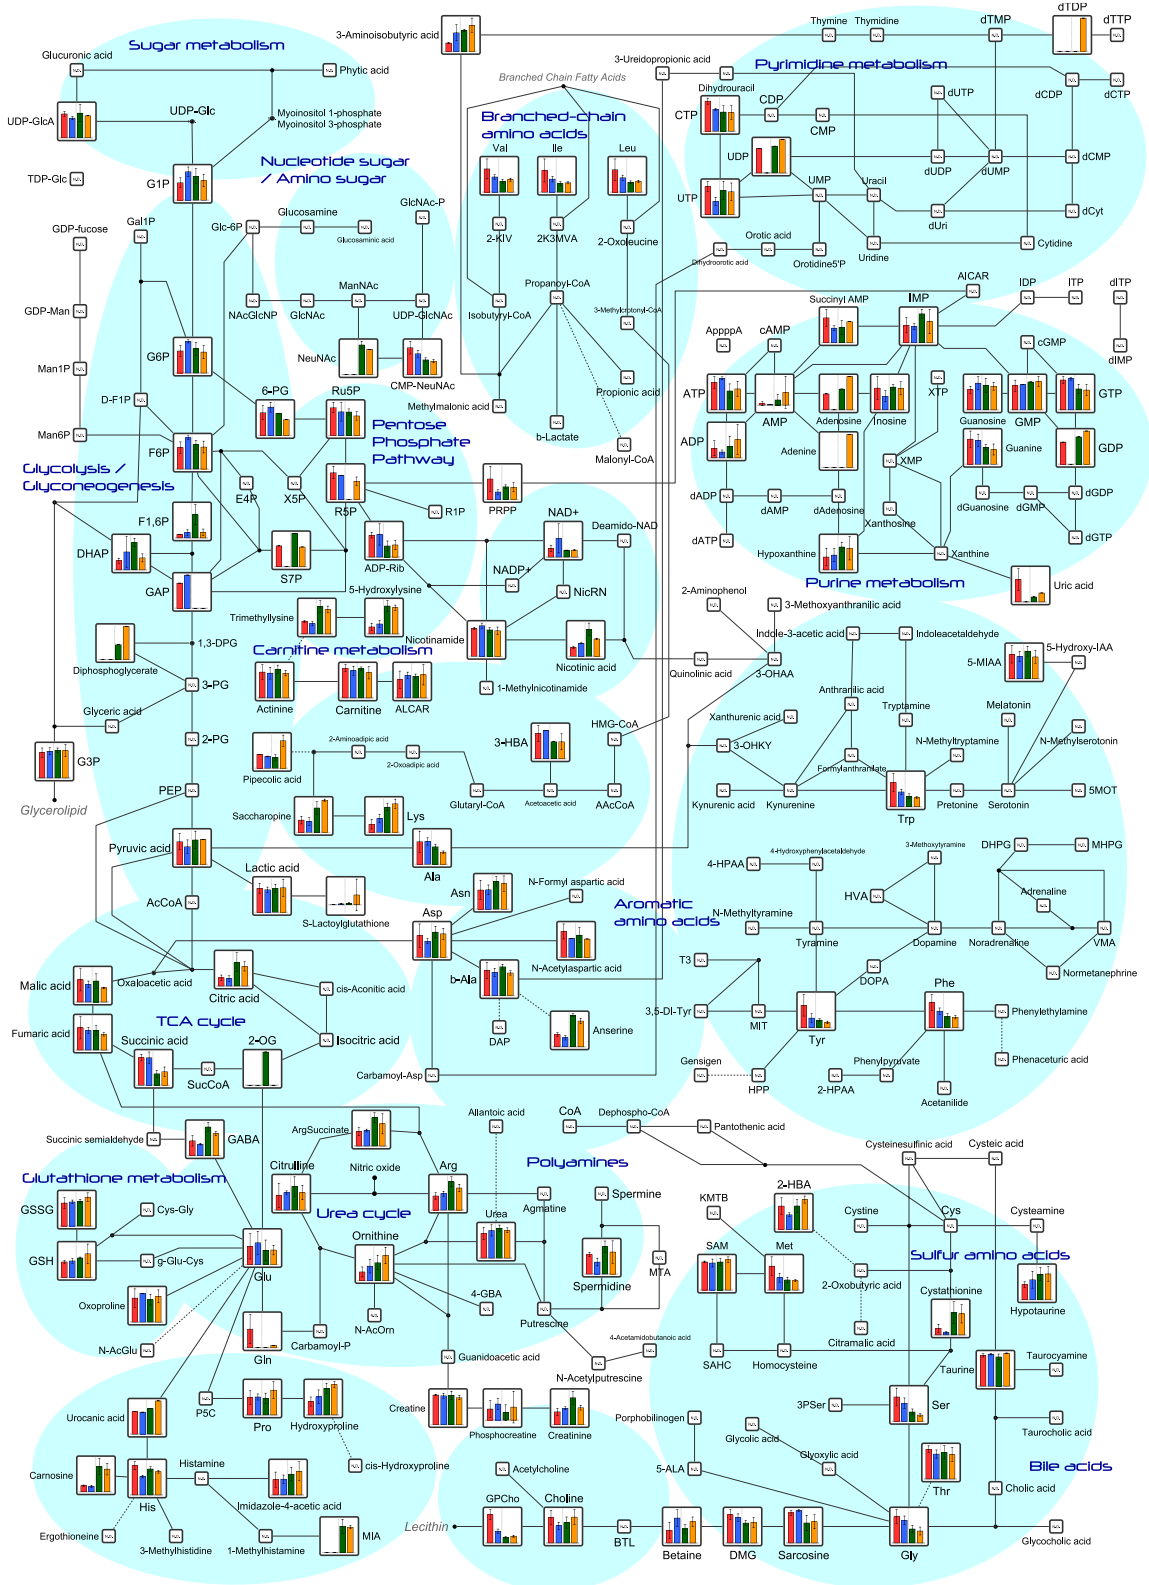 dTDP
3-Aminoisobutyric acid
Thymine
Thymidine
dTMP
dTTP
Sugar metabolism
Glucuronic acid
Phytic acid
3-Ureidopropionic acid
Pyrimidine metabolism
Branched Chain Fatty Acids
Dihydrouracil
dUTP
dCDP
dCTP
UDP-GlcA
UDP-Glc
Myoinositol 1-phosphate
Myoinositol 3-phosphate
Branched-chain
amino acids
CTP
CDP
CMP
Nucleotide sugar
/ Amino sugar
Val
Ile
Leu
UDP
dUDP
dUMP
dCMP
TDP-Glc
G1P
UTP
UMP
Uracil
dUri
dCyt
GlcNAc-P
Gal1P
Glc-6P
Glucosamine
Glucosaminic acid
GDP-fucose
2-KIV
2K3MVA
2-Oxoleucine
Orotic acid
Orotidine5'P
Uridine
Cytidine
Dihydroorotic acid
AICAR
Propanoyl-CoA
ManNAc
UDP-GlcNAc
NAcGlcNP
GlcNAc
Isobutyryl-CoA
3-Methylcrotonyl-CoA
Succinyl AMP
IMP
IDP
ITP
dITP
GDP-Man
AppppA
cAMP
cGMP
dIMP
G6P
NeuNAc
CMP-NeuNAc
Man1P
6-PG
Ru5P
Propionic acid
ATP
AMP
Adenosine
Inosine
XTP
Guanosine
GMP
GTP
D-F1P
Methylmalonic acid
b-Lactate
Malonyl-CoA
Pentose
Phosphate
Pathway
Man6P
F6P
ADP
Adenine
XMP
Guanine
GDP
Glycolysis /
Glyconeogenesis
E4P
X5P
R5P
R1P
PRPP
dADP
dAMP
dAdenosine
Xanthosine
dGuanosine
dGMP
dGDP
F1,6P
NAD+
Deamido-NAD
dATP
Hypoxanthine
Xanthine
dGTP
DHAP
S7P
ADP-Rib
NADP+
NicRN
Purine metabolism
Uric acid
GAP
5-Hydroxylysine
Trimethyllysine
2-Aminophenol
3-Methoxyanthranilic acid
Nicotinamide
Nicotinic acid
Indole-3-acetic acid
Indoleacetaldehyde
5-MIAA
5-Hydroxy-IAA
1,3-DPG
Carnitine metabolism
Diphosphoglycerate
3-PG
Actinine
Carnitine
ALCAR
1-Methylnicotinamide
Quinolinic acid
3-OHAA
Anthranilic acid
Tryptamine
Melatonin
Glyceric acid
Xanthurenic acid
HMG-CoA
3-HBA
2-PG
2-Aminoadipic acid
2-Oxoadipic acid
3-OHKY
N-Methyltryptamine
N-Methylserotonin
G3P
Pipecolic acid
Formylanthranilate
PEP
Glutaryl-CoA
Acetoacetic acid
AAcCoA
Kynurenic acid
Kynurenine
Trp
Pretonine
Serotonin
5MOT
Glycerolipid
Saccharopine
Lys
Pyruvic acid
Lactic acid
Ala
4-HPAA
4-Hydroxyphenylacetaldehyde
3-Methoxytyramine
DHPG
MHPG
AcCoA
S-Lactoylglutathione
Asn
N-Formyl aspartic acid
Aromatic
amino acids
HVA
Adrenaline
Asp
N-Methyltyramine
Tyramine
Dopamine
Noradrenaline
VMA
N-Acetylaspartic acid
Malic acid
Oxaloacetic acid
Citric acid
cis-Aconitic acid
b-Ala
T3
DOPA
Normetanephrine
Fumaric acid
TCA cycle
Succinic acid
2-OG
Isocitric acid
DAP
Anserine
3,5-DI-Tyr
MIT
Tyr
Phe
Phenylethylamine
SucCoA
Carbamoyl-Asp
Gensigen
HPP
Phenylpyruvate
2-HPAA
Acetanilide
Phenaceturic acid
Allantoic acid
CoA
Dephospho-CoA
Pantothenic acid
Succinic semialdehyde
GABA
ArgSuccinate
Cysteinesulfinic acid
Cysteic acid
Glutathione metabolism
Citrulline
Nitric oxide
Arg
Polyamines
2-HBA
GSSG
Cys-Gly
Urea cycle
Urea
Agmatine
Spermine
KMTB
Cystine
Cys
Cysteamine
GSH
g-Glu-Cys
Glu
Ornithine
Spermidine
MTA
SAM
Met
Sulfur amino acids
2-Oxobutyric acid
Cystathionine
Hypotaurine
Oxoproline
4-GBA
Putrescine
N-AcGlu
Gln
Carbamoyl-P
N-AcOrn
4-Acetamidobutanoic acid
Citramalic acid
Guanidoacetic acid
N-Acetylputrescine
SAHC
Homocysteine
Taurine
Taurocyamine
P5C
Pro
Hydroxyproline
Urocanic acid
Creatine
Phosphocreatine
Creatinine
3PSer
Ser
Porphobilinogen
Glycolic acid
Taurocholic acid
Carnosine
Histamine
cis-Hydroxyproline
Acetylcholine
5-ALA
Glyoxylic acid
Thr
Bile acids
Cholic acid
His
Imidazole-4-acetic acid
GPCho
Choline
Ergothioneine
3-Methylhistidine
1-Methylhistamine
MIA
Lecithin
BTL
Betaine
DMG
Sarcosine
Gly
Glycocholic acid